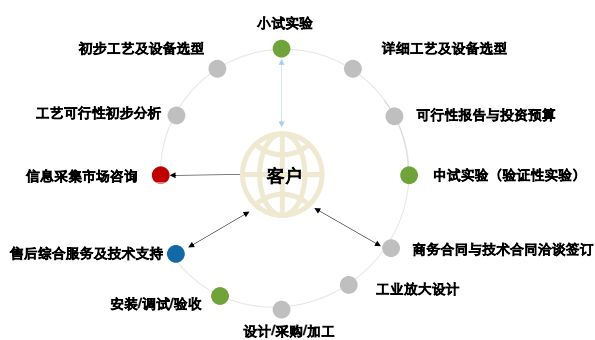 小试实验
初步工艺及设备选型
详细工艺及设备选型
工艺可行性初步分析
可行性报告与投资预算
信息采集市场咨询
客户
中试实验（验证性实验）
售后综合服务及技术支持
商务合同与技术合同洽谈签订
安装/调试/验收
工业放大设计
设计/采购/加工